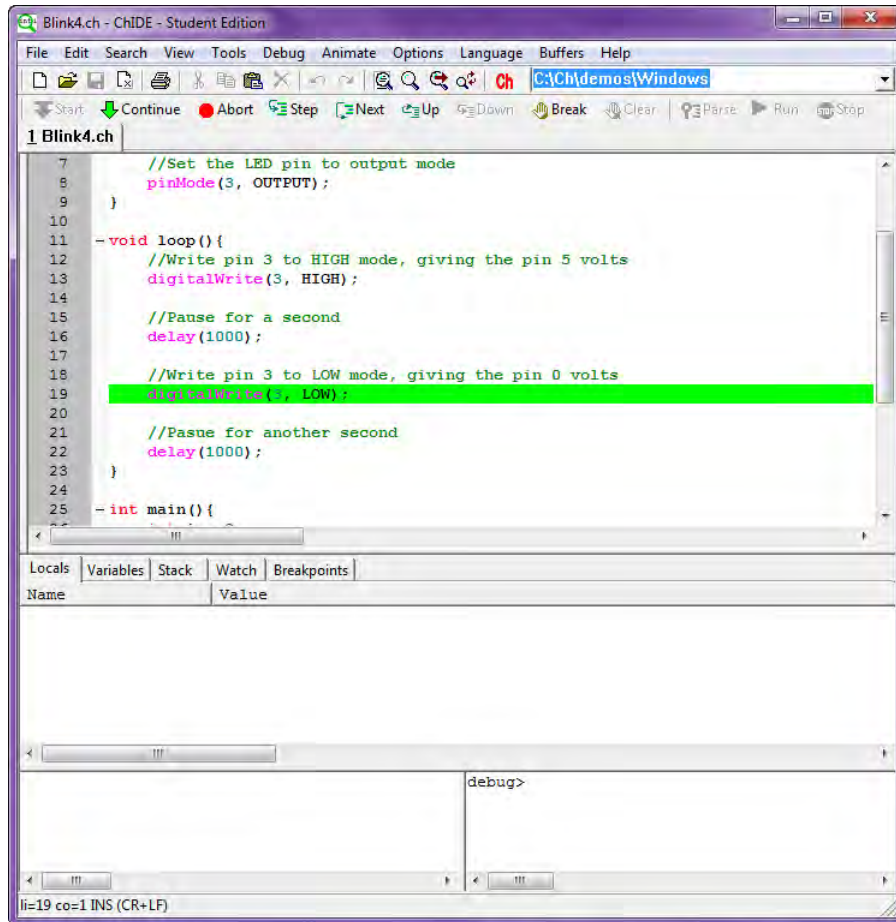 Blink4.ch - ChIDE - Student Edition
File Edit Search View Tools Debug Animate Options Language Buffers Help
Ch C:\Ch\demos\Windows
Start Continue Abort Step Next Up Down Break Clear Parse Run Stop
1 Blink4.ch
7 //Set the LED pin to output mode
8 pinMode(3, OUTPUT);
9 }
10
11 void loop(){
12 //Write pin 3 to HIGH mode, giving the pin 5 volts
13 digitalWrite(3, HIGH);
14
15 //Pause for a second
16 delay(1000);
17
18 //Write pin 3 to LOW mode, giving the pin 0 volts
19 digitalWrite(3, LOW);
20
21 //Pasue for another second
22 delay(1000);
23 }
24
25 int main(){
Locals Variables Stack Watch Breakpoints
Name Value
debug>
li=19 co=1 INS (CR+LF)